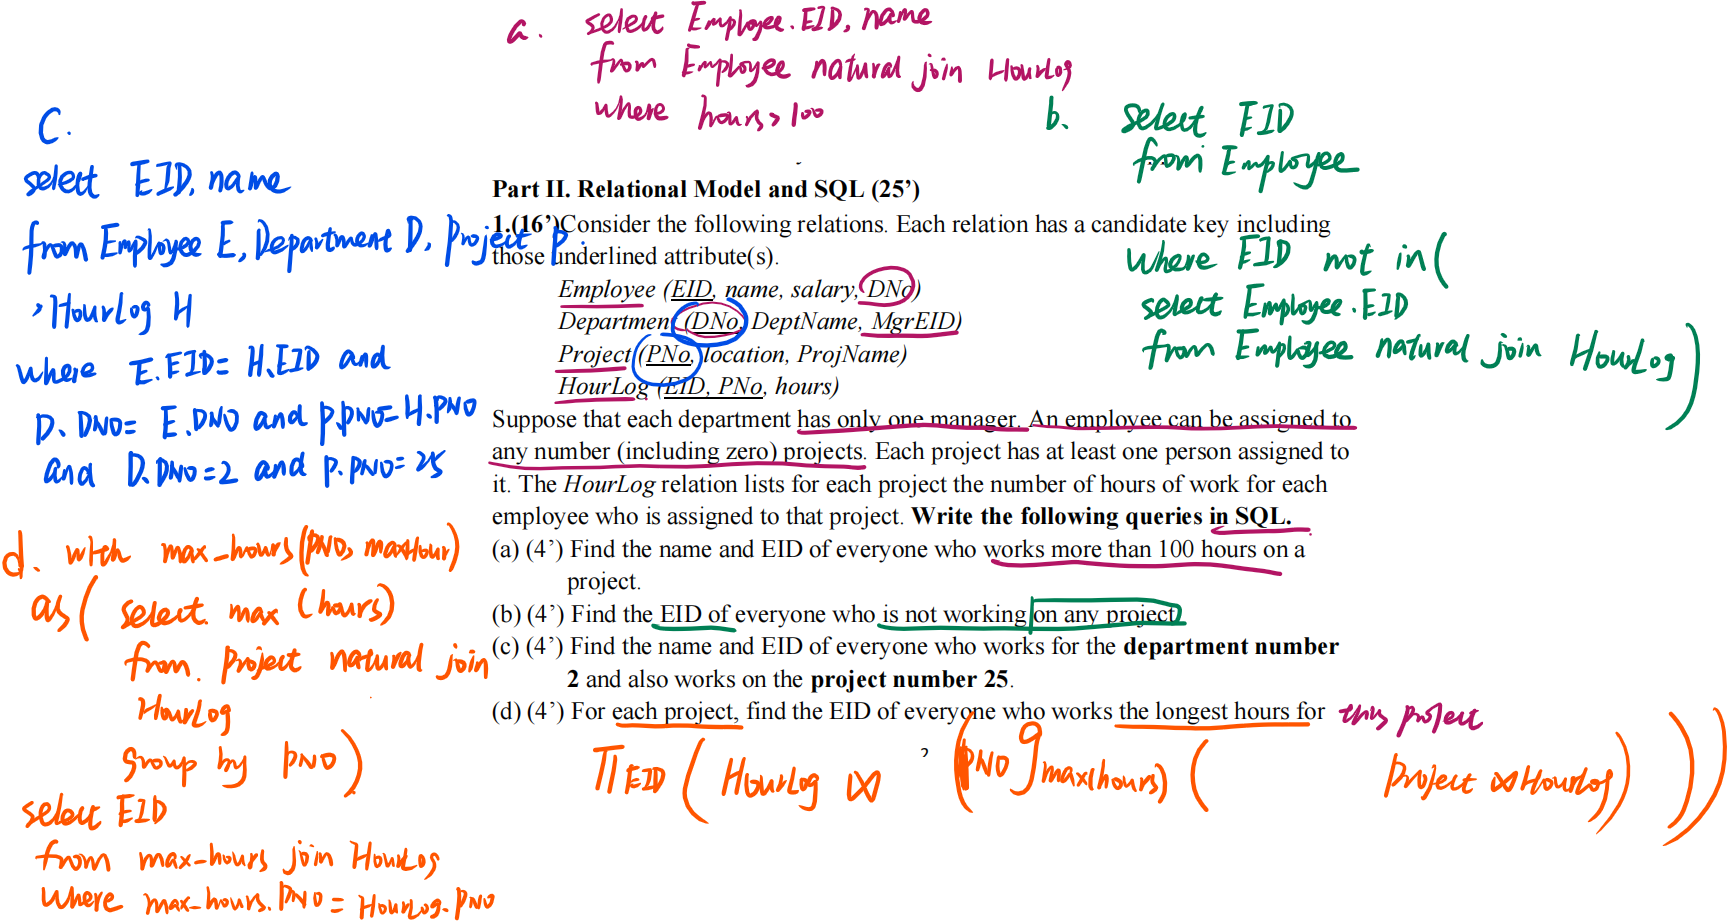 a. select Employee.EID, name
from Employee natural join HourLog
where hours > 100
b. select EID
from Employee
where EID not in (
select Employee.EID
from Employee natural join HourLog)
C.
select EID, name
from Employee E, Department D, Project P
, HourLog H
where E.EID = H.EID and
D.DNO = E.DNO and P.PNO = H.PNO
and D.DNO = 2 and P.PNO = 25
Part II. Relational Model and SQL (25’)
1.(16’)Consider the following relations. Each relation has a candidate key including
those underlined attribute(s).
Employee (EID, name, salary, DNo)
Department (DNo, DeptName, MgrEID)
Project (PNo, location, ProjName)
HourLog (EID, PNo, hours)
Suppose that each department has only one manager. An employee can be assigned to
any number (including zero) projects. Each project has at least one person assigned to
it. The HourLog relation lists for each project the number of hours of work for each
employee who is assigned to that project. Write the following queries in SQL.
(a) (4’) Find the name and EID of everyone who works more than 100 hours on a
project.
(b) (4’) Find the EID of everyone who is not working on any project
(c) (4’) Find the name and EID of everyone who works for the department number
2 and also works on the project number 25.
(d) (4’) For each project, find the EID of everyone who works the longest hours for this project
d. with max_hours(PNO, maxHour)
as ( select max (hours)
from Project natural join
HourLog
group by PNO )
select EID
from max-hours join HourLog
where max-hours.PNO = HourLog.PNO
Π EID ( HourLog ⋈ ( PNO g max(hours) ( Project ⋈ HourLog ) ) )